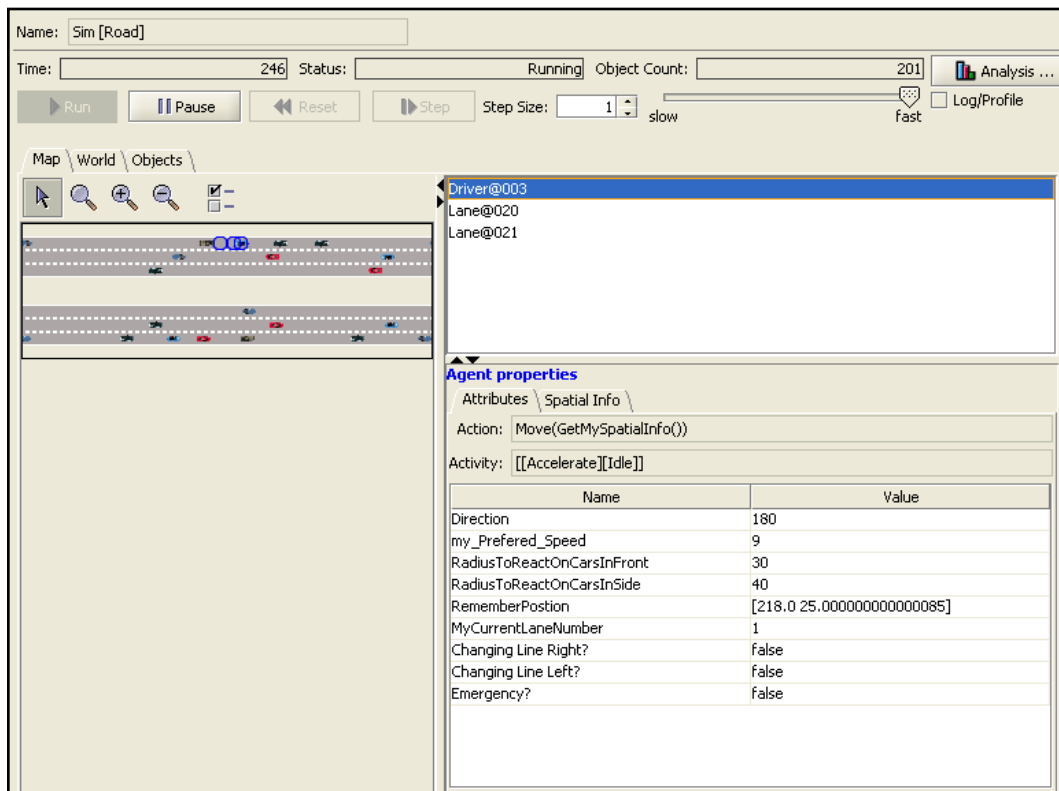 Name: Sim [Road]
Time: 246 Status: Running Object Count: 201 Analysis ...
Run Pause Reset Step Step Size: 1 slow fast Log/Profile
Map World Objects
Driver@003
Lane@020
Lane@021
Agent properties
Attributes Spatial Info
Action: Move(GetMySpatialInfo())
Activity: [[Accelerate][Idle]]
Name Value
Direction 180
my_Prefered_Speed 9
RadiusToReactOnCarsInFront 30
RadiusToReactOnCarsInSide 40
RememberPostion [218.0 25.000000000000085]
MyCurrentLaneNumber 1
Changing Line Right? false
Changing Line Left? false
Emergency? false